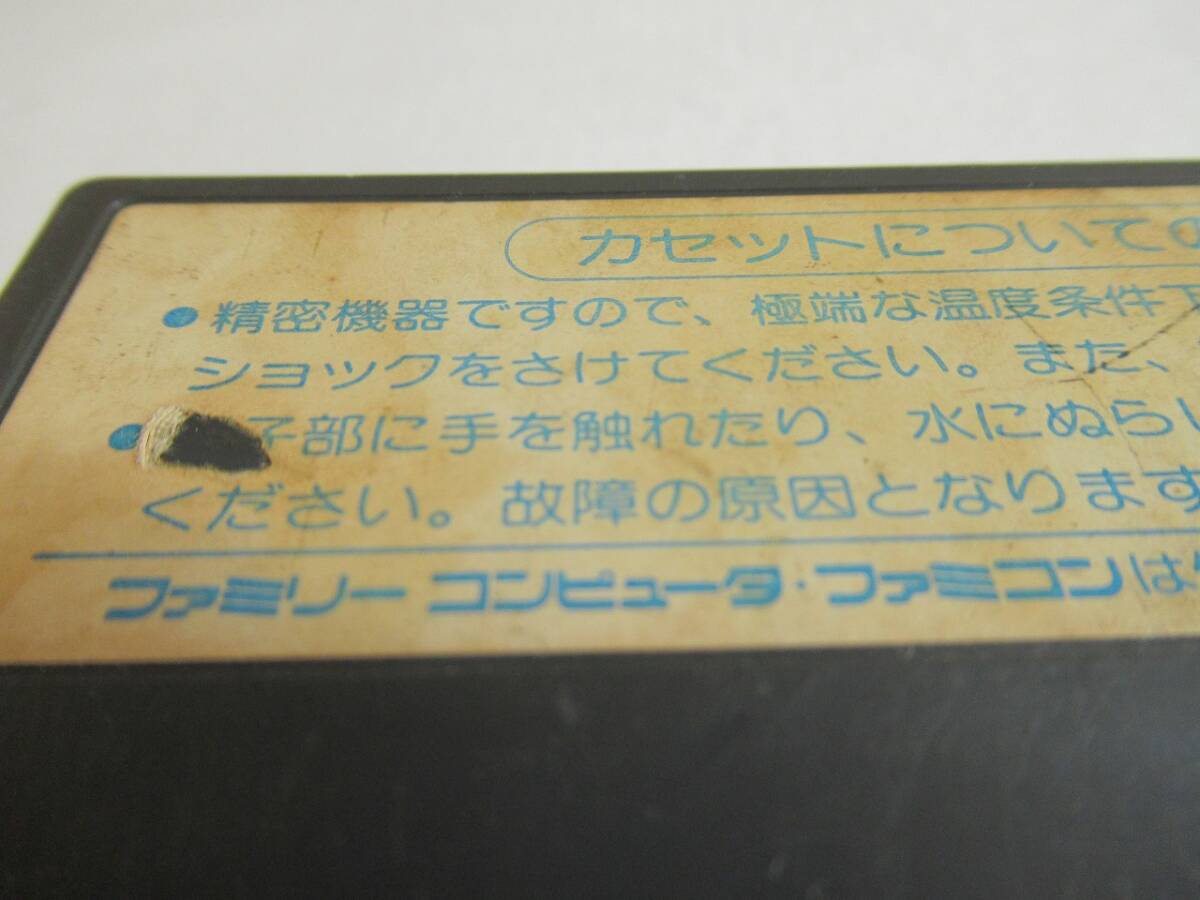 カセットについての
●精密機器ですので、極端な温度条件下
ショックをさけてください。また、
●子部に手を触れたり、水にぬらし
ください。故障の原因となります
ファミリー コンピュータ・ファミコンは